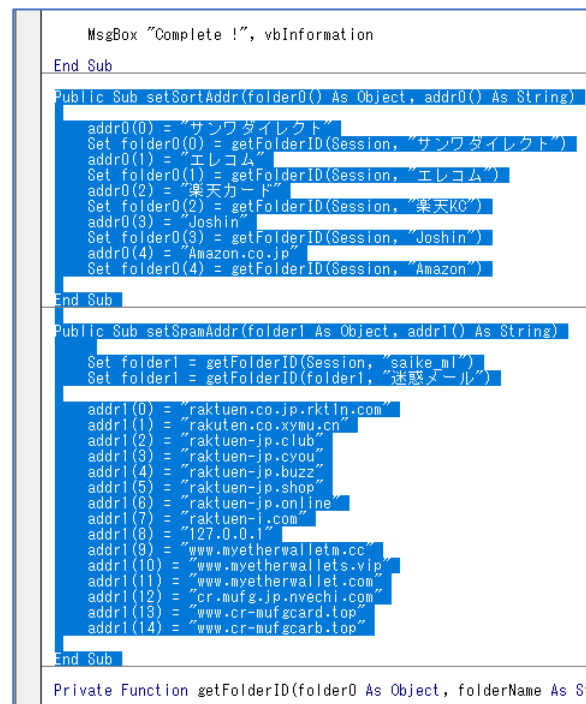 MsgBox "Complete !", vbInformation
End Sub
Public Sub setSortAddr(folder0() As Object, addr0() As String)
addr0(0) = "サンワダイレクト"
Set folder0(0) = getFolderID(Session, "サンワダイレクト")
addr0(1) = "エレコム"
Set folder0(1) = getFolderID(Session, "エレコム")
addr0(2) = "楽天カード"
Set folder0(2) = getFolderID(Session, "楽天KC")
addr0(3) = "Joshin"
Set folder0(3) = getFolderID(Session, "Joshin")
addr0(4) = "Amazon.co.jp"
Set folder0(4) = getFolderID(Session, "Amazon")
End Sub
Public Sub setSpamAddr(folder1 As Object, addr1() As String)
Set folder1 = getFolderID(Session, "saike_ml")
Set folder1 = getFolderID(folder1, "迷惑メール")
addr1(0) = "raktuen.co.jp.rkt1n.com"
addr1(1) = "rakuten.co.xymu.cn"
addr1(2) = "raktuen-jp.club"
addr1(3) = "raktuen-jp.cyou"
addr1(4) = "raktuen-jp.buzz"
addr1(5) = "raktuen-jp.shop"
addr1(6) = "raktuen-jp.online"
addr1(7) = "raktuen-i.com"
addr1(8) = "127.0.0.1"
addr1(9) = "www.myetherwalletm.cc"
addr1(10) = "www.myetherwallets.vip"
addr1(11) = "www.myetherwallet.com"
addr1(12) = "cr.mufg.jp.nvechi.com"
addr1(13) = "www.cr-mufgcard.top"
addr1(14) = "www.cr-mufgcarb.top"
End Sub
Private Function getFolderID(folder0 As Object, folderName As S